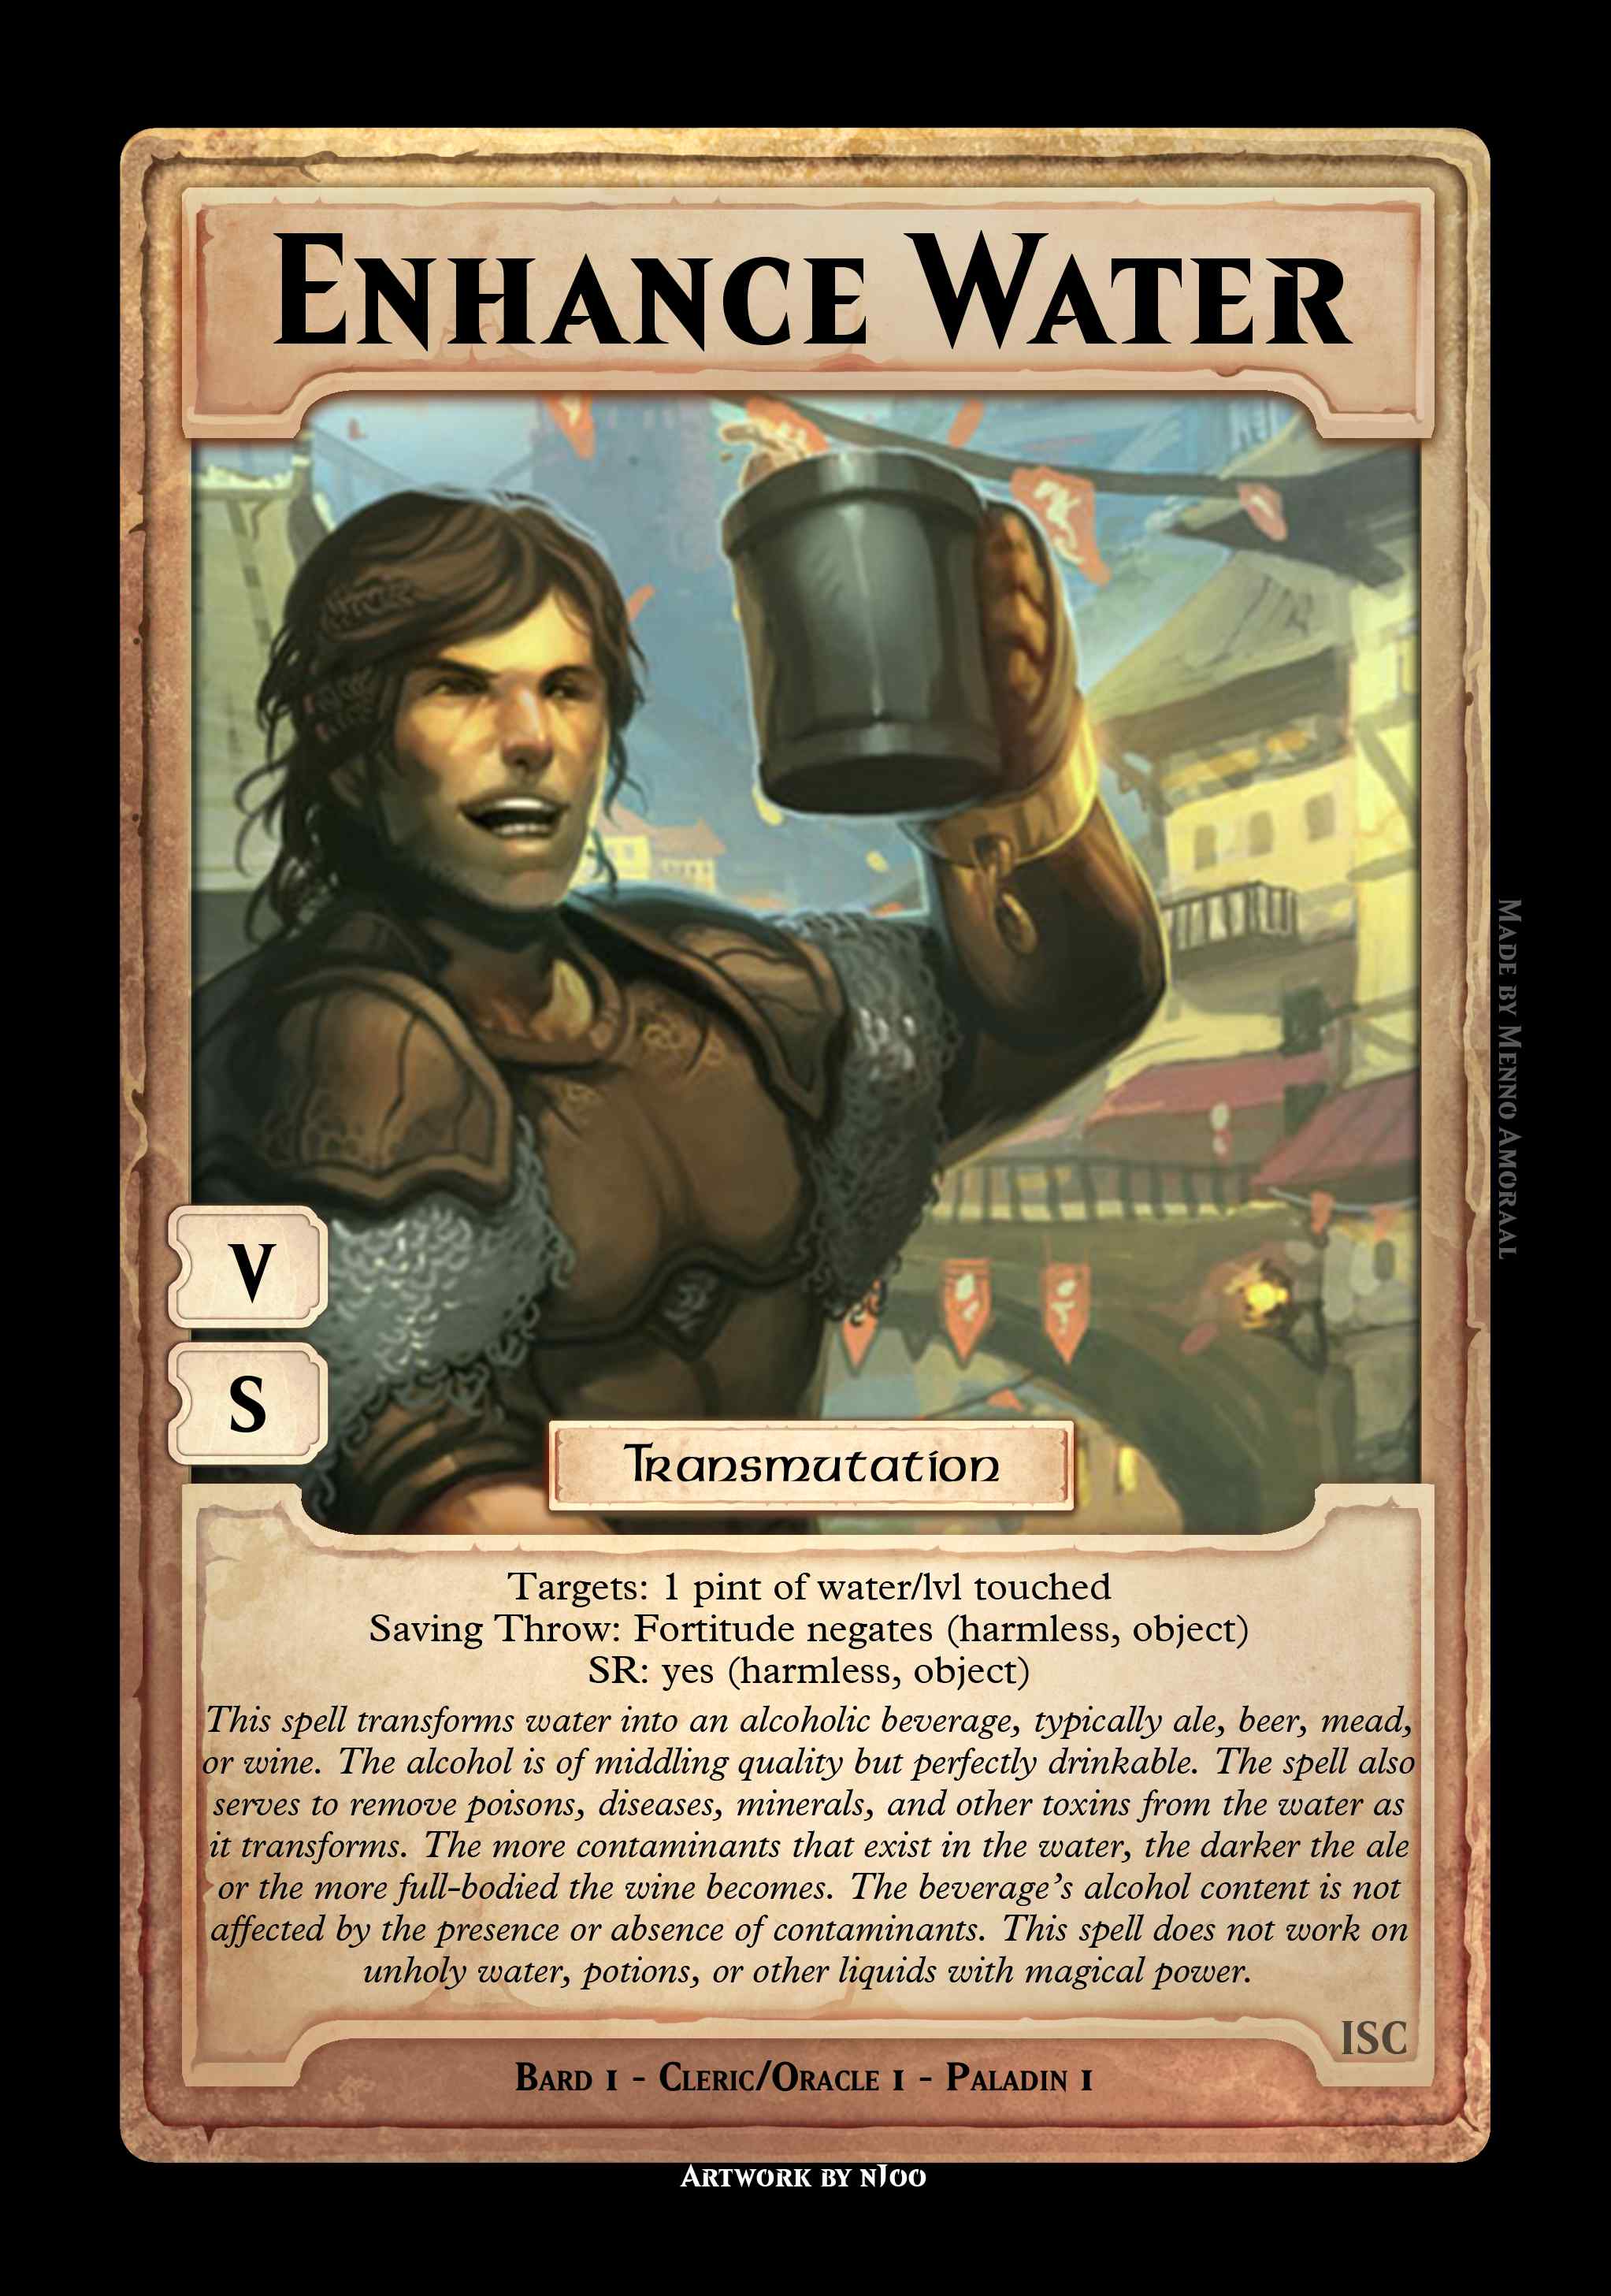 Enhance Water
V
S
Transmutation
Targets: 1 pint of water/lvl touched
Saving Throw: Fortitude negates (harmless, object)
SR: yes (harmless, object)
This spell transforms water into an alcoholic beverage, typically ale, beer, mead,
or wine. The alcohol is of middling quality but perfectly drinkable. The spell also
serves to remove poisons, diseases, minerals, and other toxins from the water as
it transforms. The more contaminants that exist in the water, the darker the ale
or the more full-bodied the wine becomes. The beverage's alcohol content is not
affected by the presence or absence of contaminants. This spell does not work on
unholy water, potions, or other liquids with magical power.
ISC
Bard 1 - Cleric/Oracle 1 - Paladin 1
Artwork by nJoo
Made by Menno Amoraal